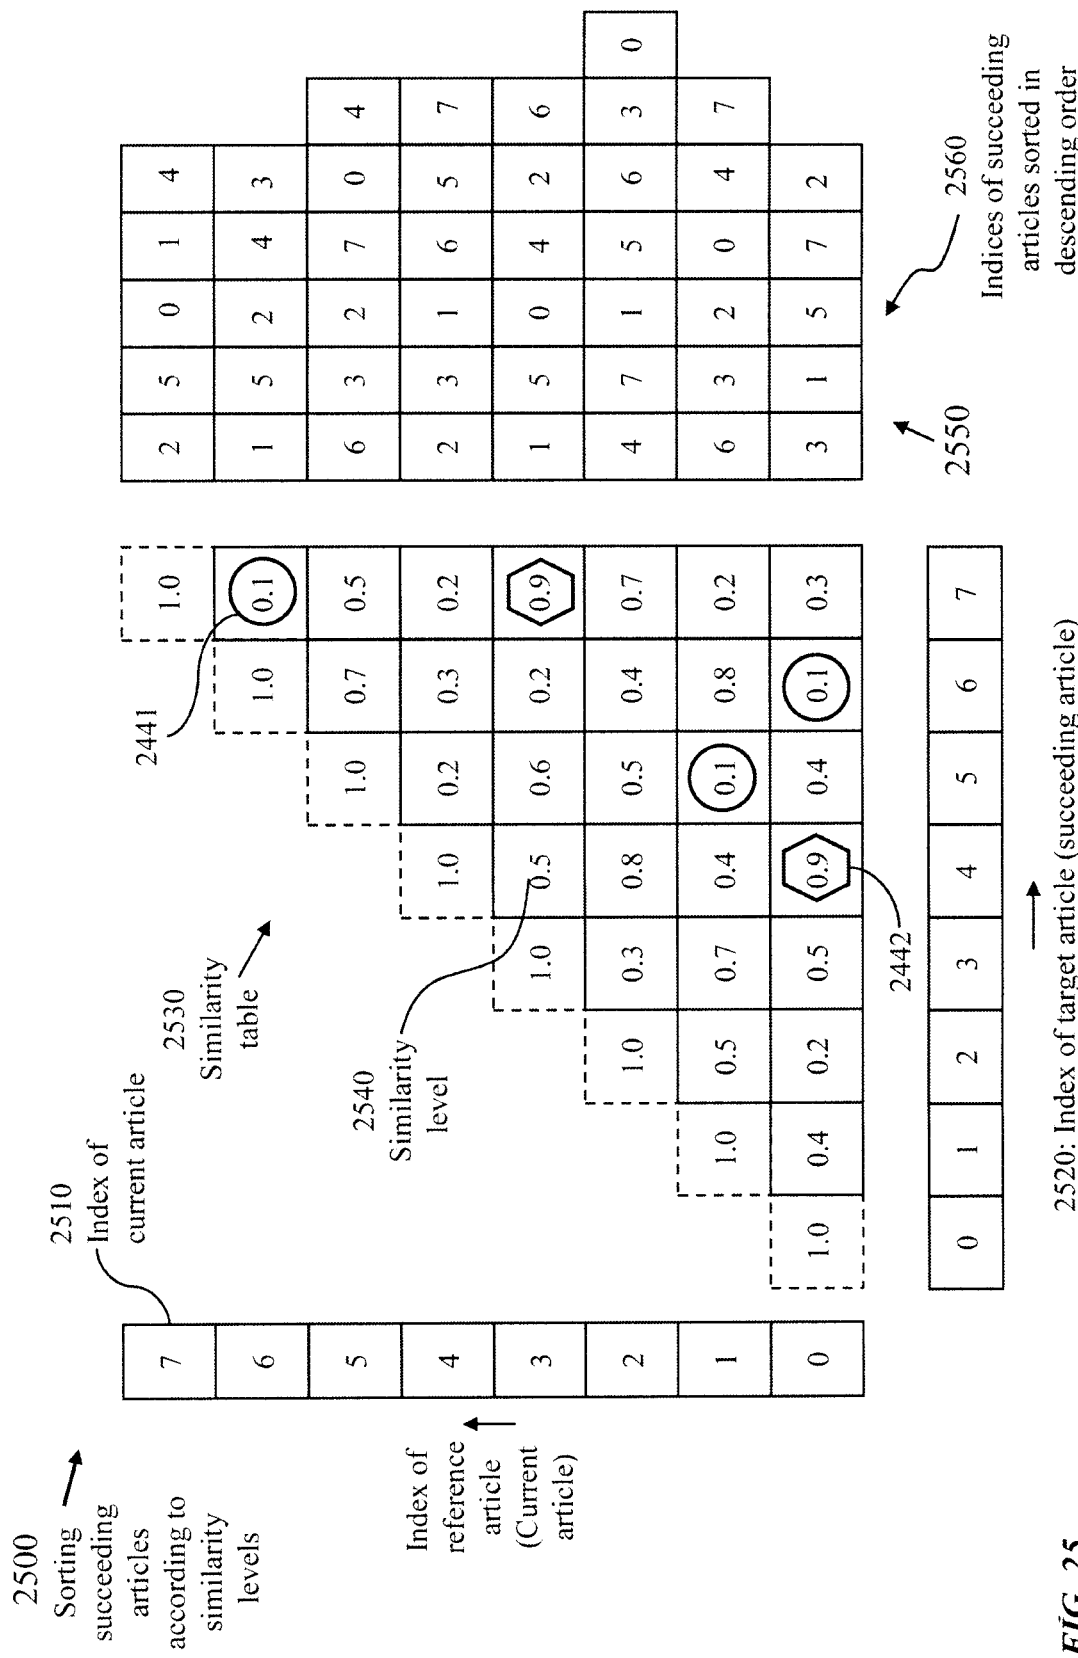 2500
Sorting
succeeding
articles
according to
similarity
levels
2510
Index of
current article
2530
Similarity
table
2441
2540
Similarity
level
Index of
reference
article
(Current
article)
7 1.0 2 5 0 1 4
6 1.0 0.1 1 5 2 4 3
5 1.0 0.7 0.5 6 3 2 7 0 4
4 1.0 0.2 0.3 0.2 2 3 1 6 5 7
3 1.0 0.5 0.6 0.2 0.9 1 5 0 4 2 6
2 1.0 0.3 0.8 0.5 0.4 0.7 4 7 1 5 6 3 0
1 1.0 0.5 0.7 0.4 0.1 0.8 0.2 6 3 2 0 4 7
0 1.0 0.4 0.2 0.5 0.9 0.4 0.1 0.3 3 1 5 7 2
2442
0 1 2 3 4 5 6 7
2550
2560
Indices of succeeding
articles sorted in
descending order
2520: Index of target article (succeeding article)
FIG. 25